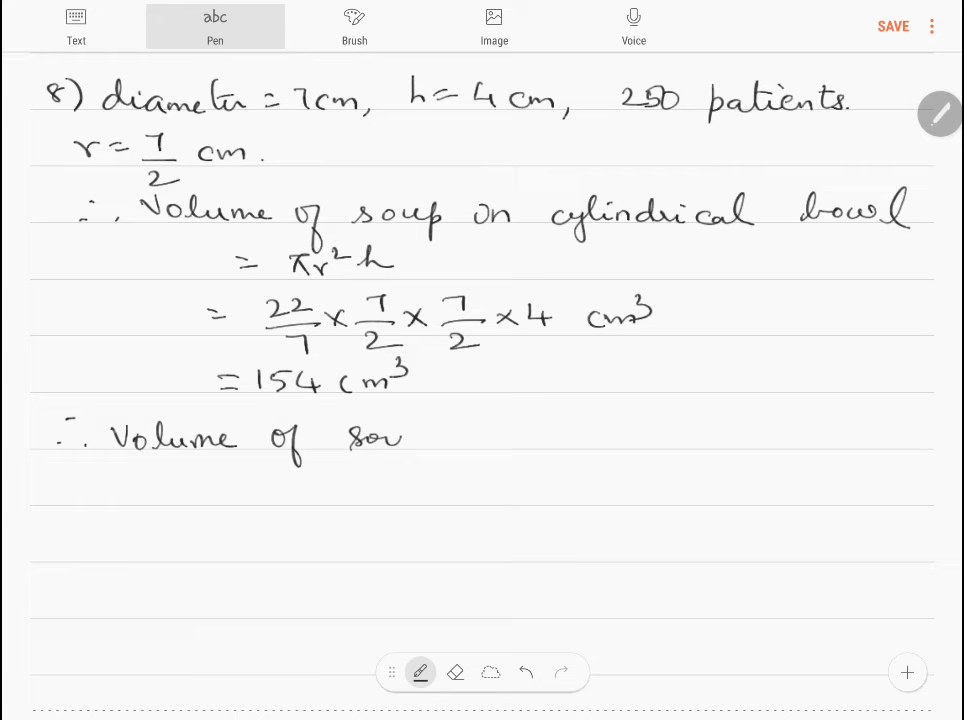 Text Pen Brush Image Voice SAVE
8) diameter = 7cm, h = 4 cm, 250 patients.
r = 7/2 cm.
∴ Volume of soup on cylindrical bowl
= πr²h
= 22/7 × 7/2 × 7/2 × 4 cm³
= 154 cm³
∴ Volume of sou